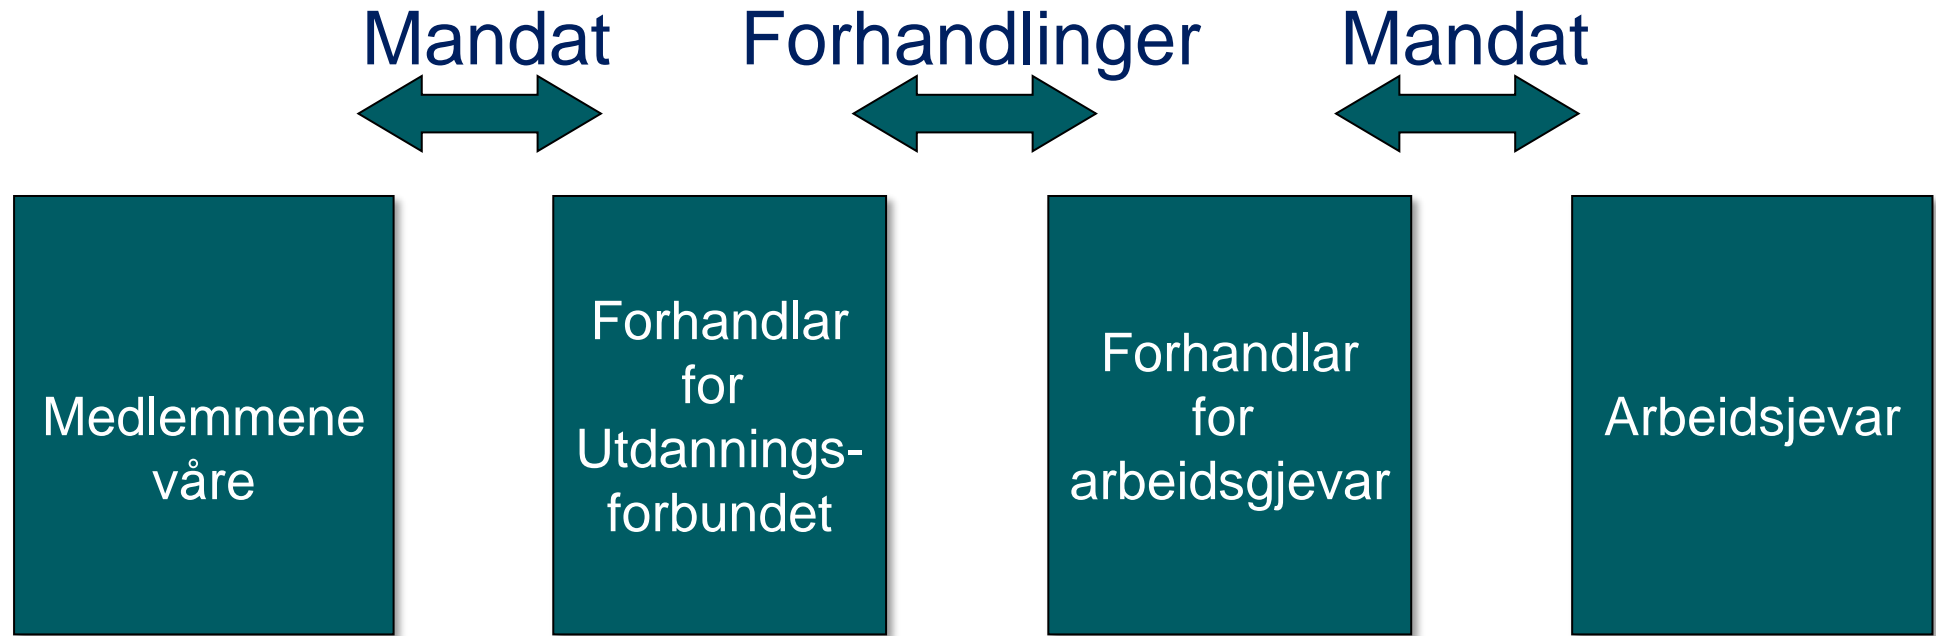 Mandat Forhandlinger Mandat
Medlemmene
våre
Forhandlar
for
Utdannings-
forbundet
Forhandlar
for
arbeidsgjevar
Arbeidsjevar